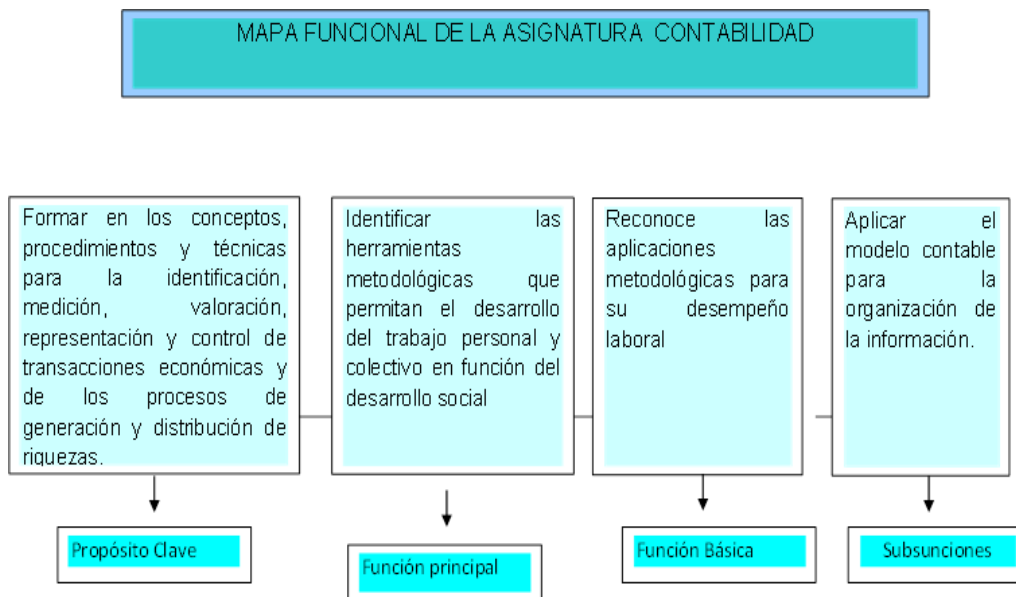 MAPA FUNCIONAL DE LA ASIGNATURA CONTABILIDAD
Formar en los conceptos,
procedimientos y técnicas
para la identificación,
medición, valoración,
representación y control de
transacciones económicas y
de los procesos de
generación y distribución de
riquezas.
Identificar las
herramientas
metodológicas que
permitan el desarrollo
del trabajo personal y
colectivo en función del
desarrollo social
Reconoce las
aplicaciones
metodológicas para
su desempeño
laboral
Aplicar el
modelo contable
para la
organización de
la información.
Propósito Clave
Función principal
Función Básica
Subsunciones